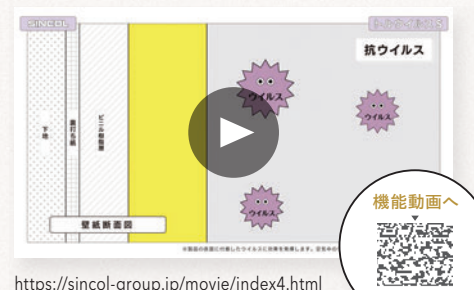 SINCOL
抗ウイルス
ウイルス
ウイルス
ウイルス
下地
裏打ち紙
ビニル樹脂層
壁紙断面図
機能動画へ
https://sincol-group.jp/movie/index4.html